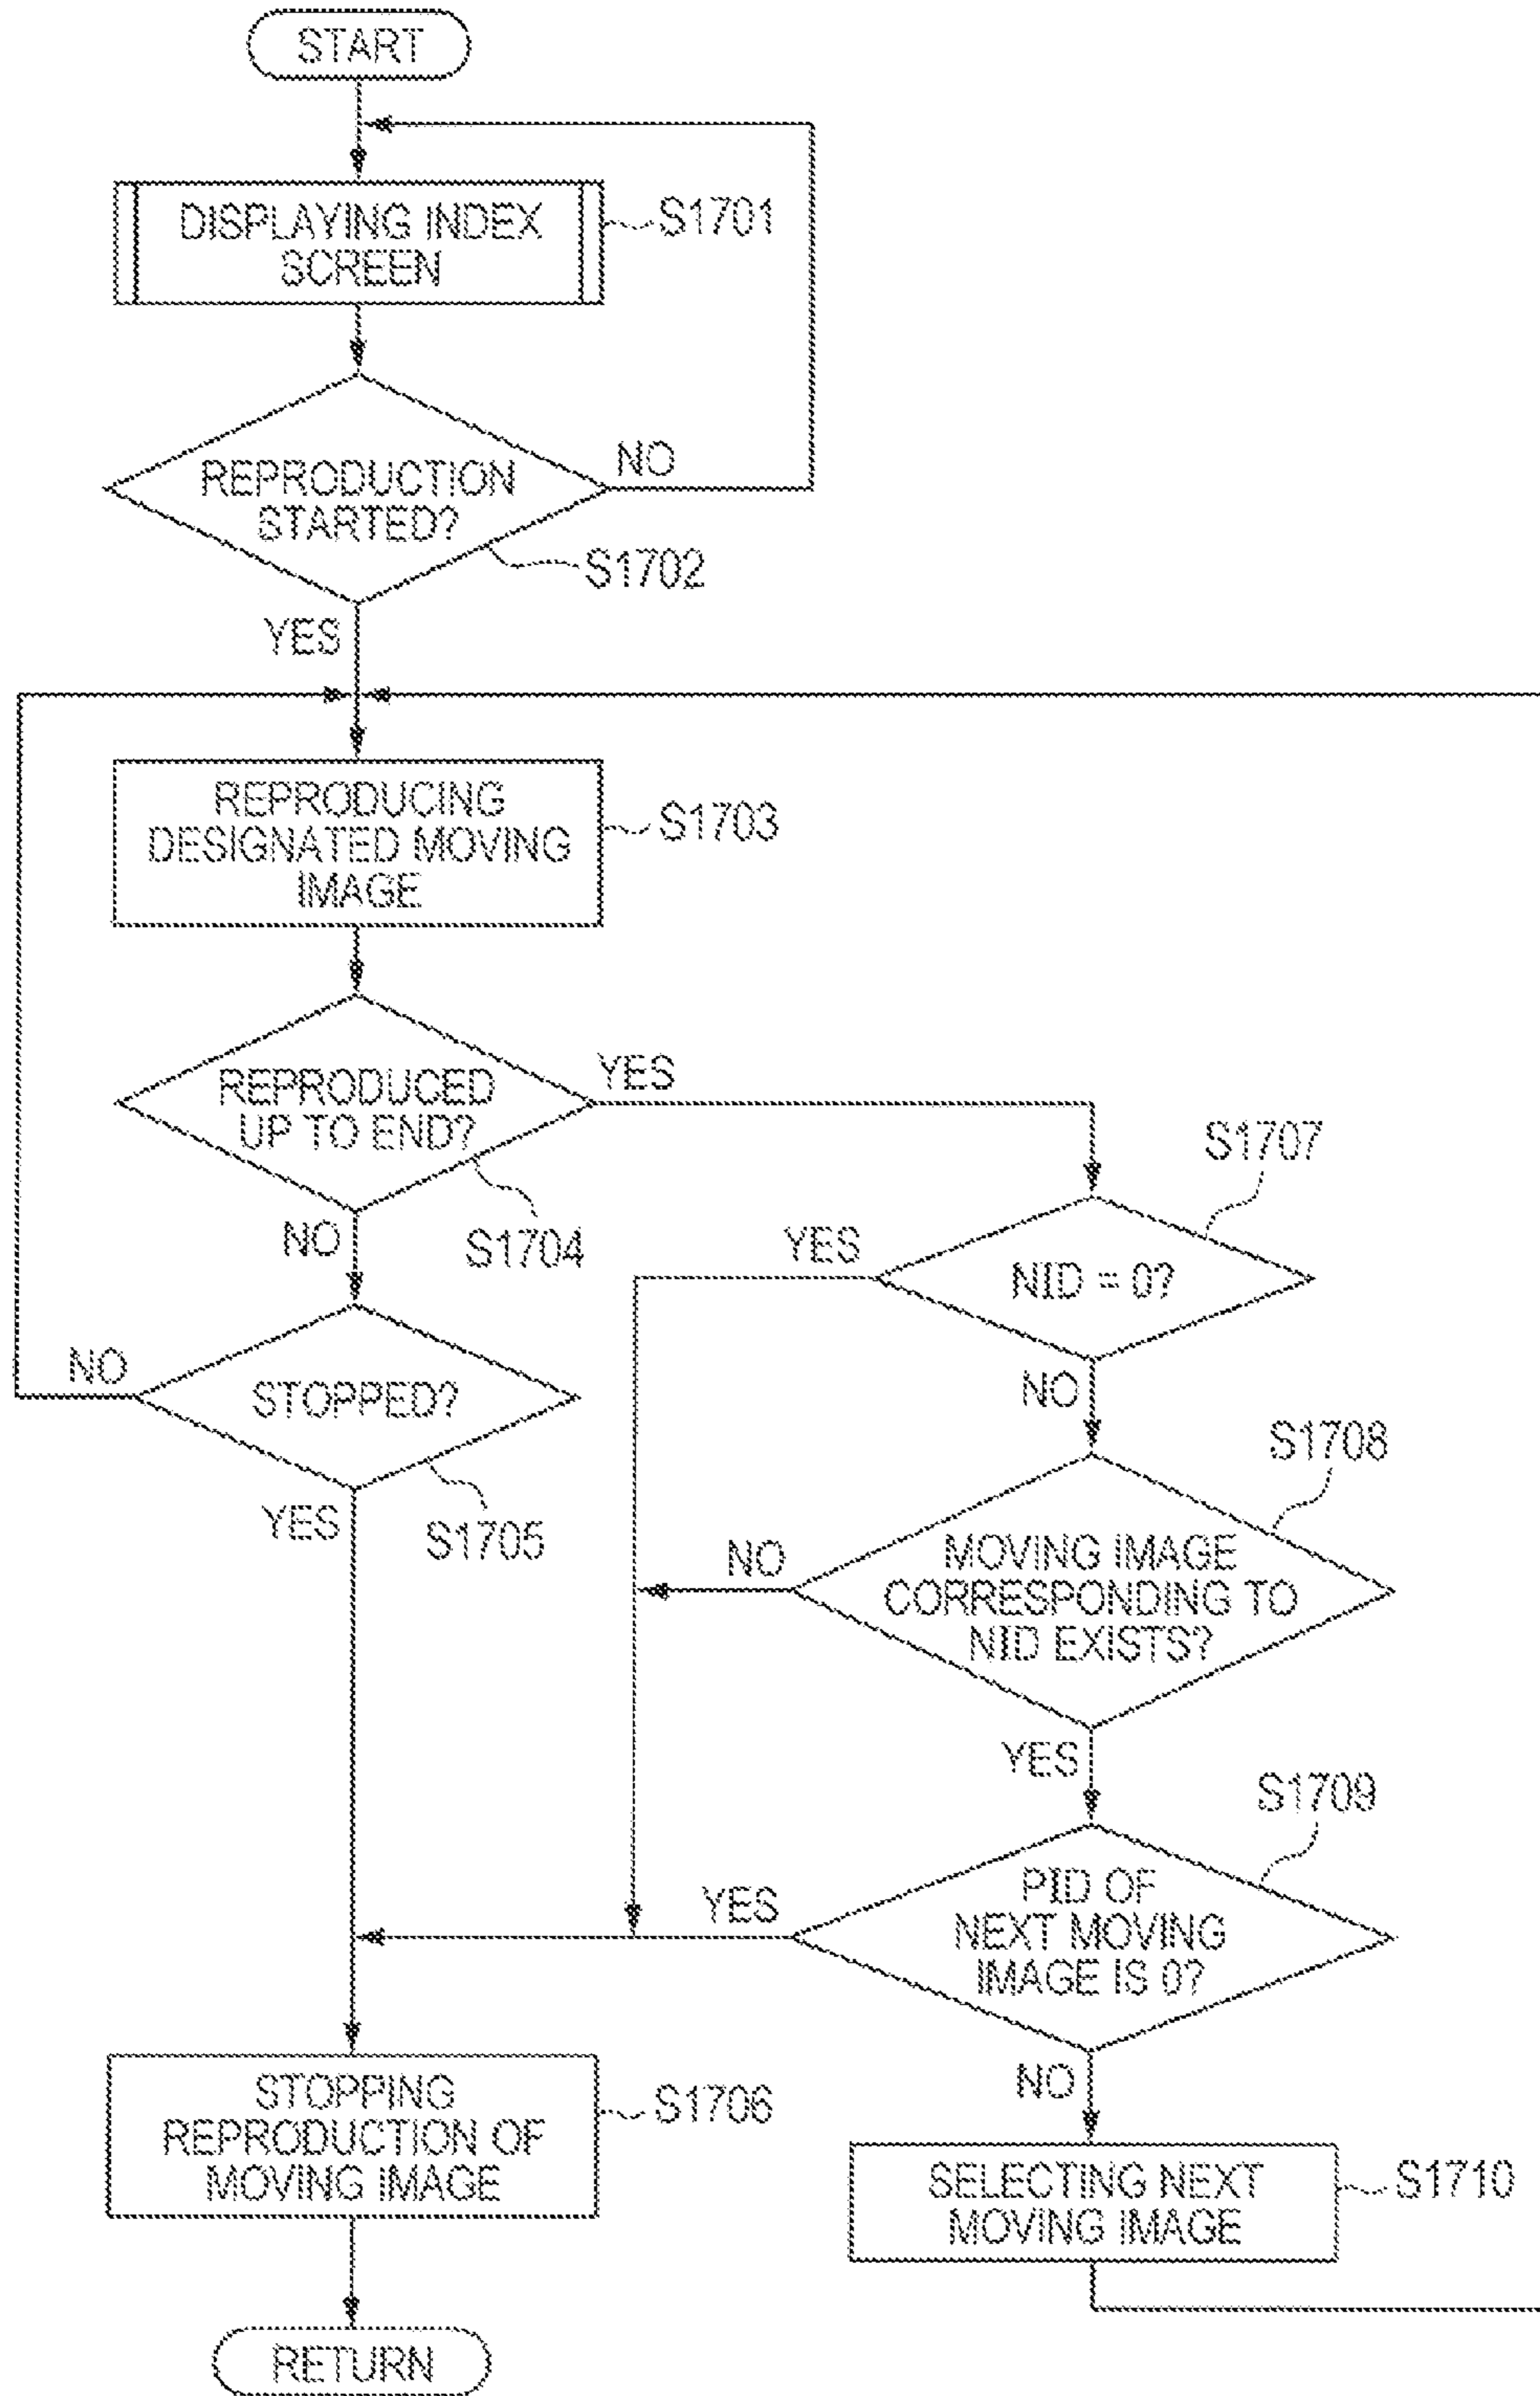 START
DISPLAYING INDEX
SCREEN
S1701
REPRODUCTION
STARTED?
NO
S1702
YES
REPRODUCING
DESIGNATED MOVING
IMAGE
S1703
REPRODUCED
UP TO END?
YES
NO
S1704
STOPPED?
NO
YES
S1705
S1707
NID = 0?
YES
NO
S1708
MOVING IMAGE
CORRESPONDING TO
NID EXISTS?
NO
YES
S1709
PID OF
NEXT MOVING
IMAGE IS 0?
YES
NO
STOPPING
REPRODUCTION OF
MOVING IMAGE
S1706
SELECTING NEXT
MOVING IMAGE
S1710
RETURN